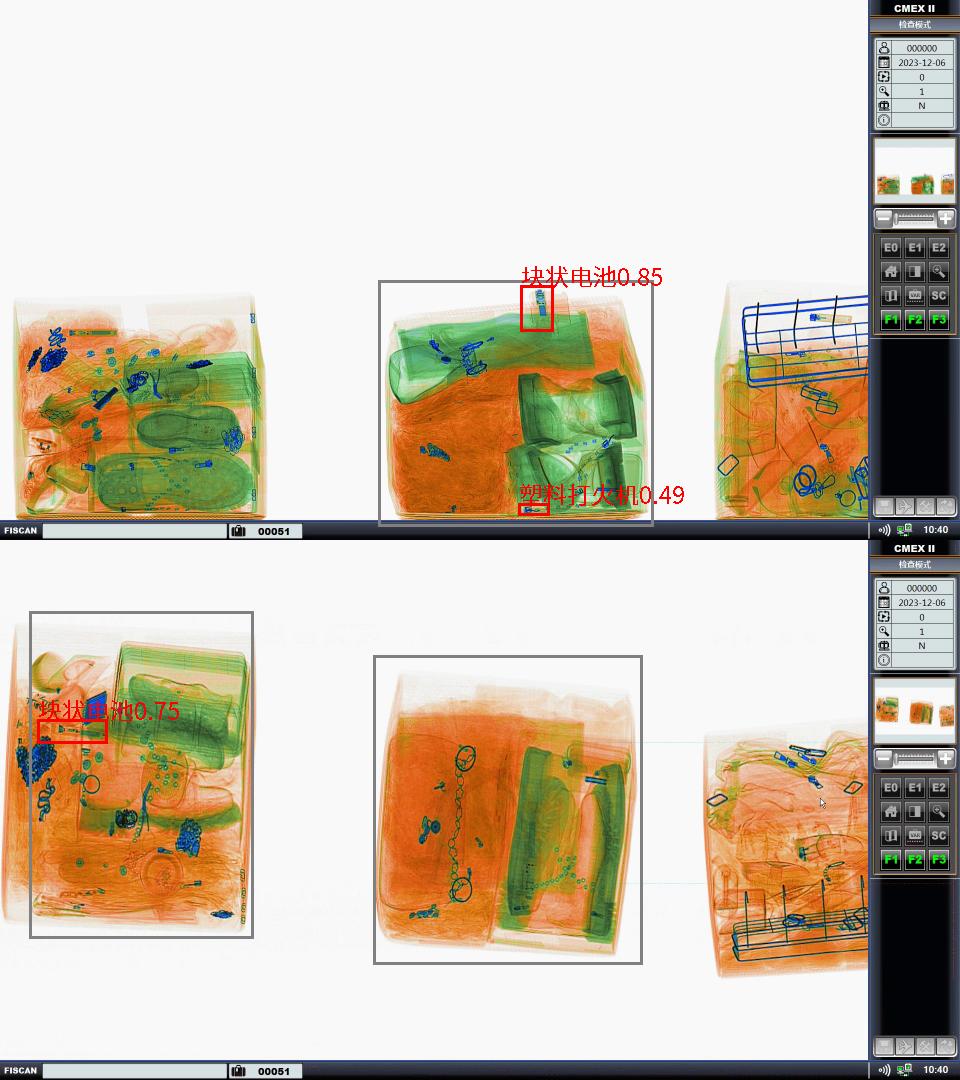 CMEX II
检查模式
000000
2023-12-06
0
1
N
E0 E1 E2
VAR SC
F1 F2 F3
块状电池0.85
塑料打火机0.49
FISCAN 00051 10:40
CMEX II
检查模式
000000
2023-12-06
0
1
N
E0 E1 E2
VAR SC
F1 F2 F3
块状电池0.75
FISCAN 00051 10:40